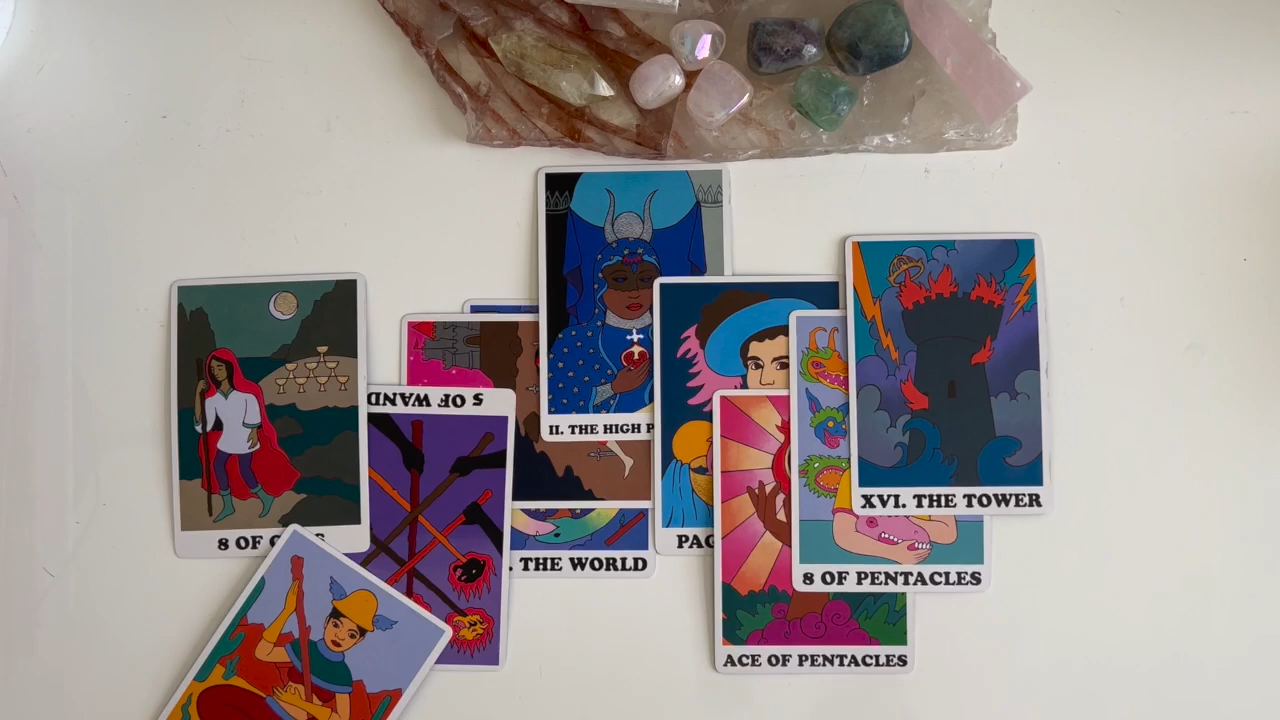 II. THE HIGH P
5 OF WAND
XVI. THE TOWER
8 OF
PAG
. THE WORLD
8 OF PENTACLES
ACE OF PENTACLES